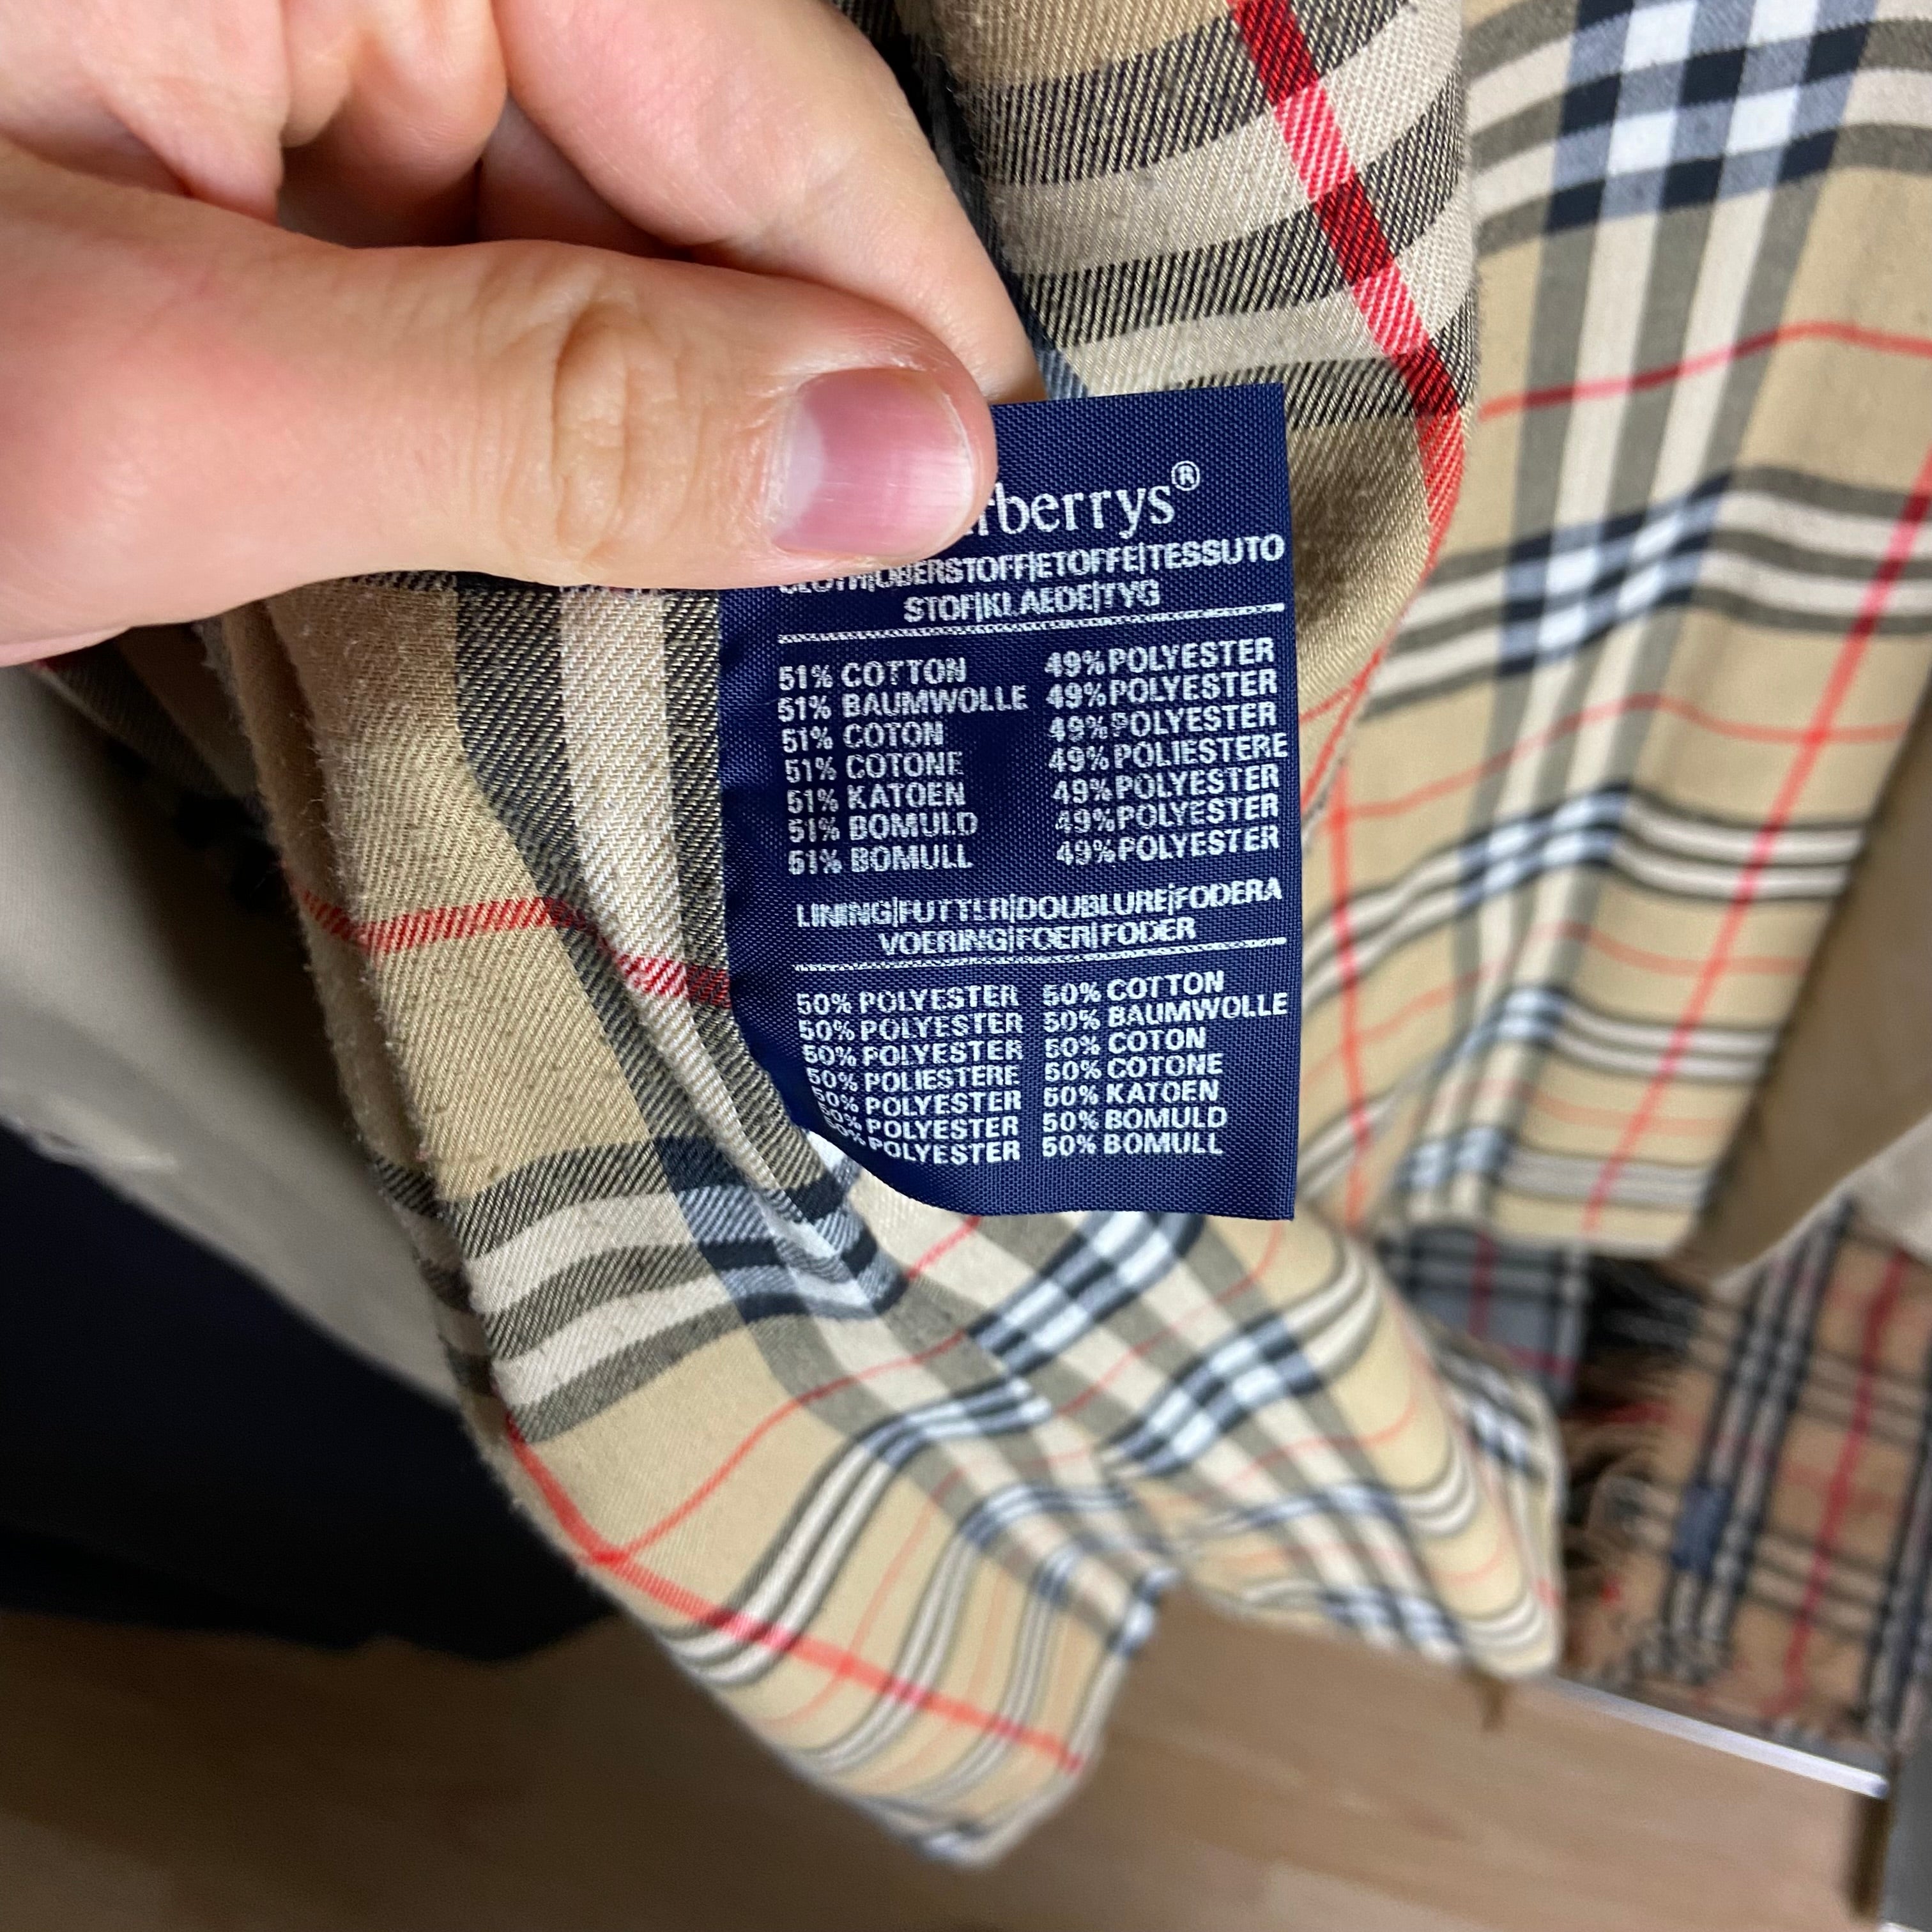 rberrys®
CLOTH|ÜBERSTOFF|ETOFFE|TESSUTO
STOF|KLAEDE|TYG
51% COTTON 49% POLYESTER
51% BAUMWOLLE 49% POLYESTER
51% COTON 49% POLYESTER
51% COTONE 49% POLIESTERE
51% KATOEN 49% POLYESTER
51% BOMULD 49% POLYESTER
51% BOMULL 49% POLYESTER
LINING|FUTTER|DOUBLURE|FODERA
VOERING|FOER|FODER
50% POLYESTER 50% COTTON
50% POLYESTER 50% BAUMWOLLE
50% POLYESTER 50% COTON
50% POLIESTERE 50% COTONE
50% POLYESTER 50% KATOEN
50% POLYESTER 50% BOMULD
50% POLYESTER 50% BOMULL